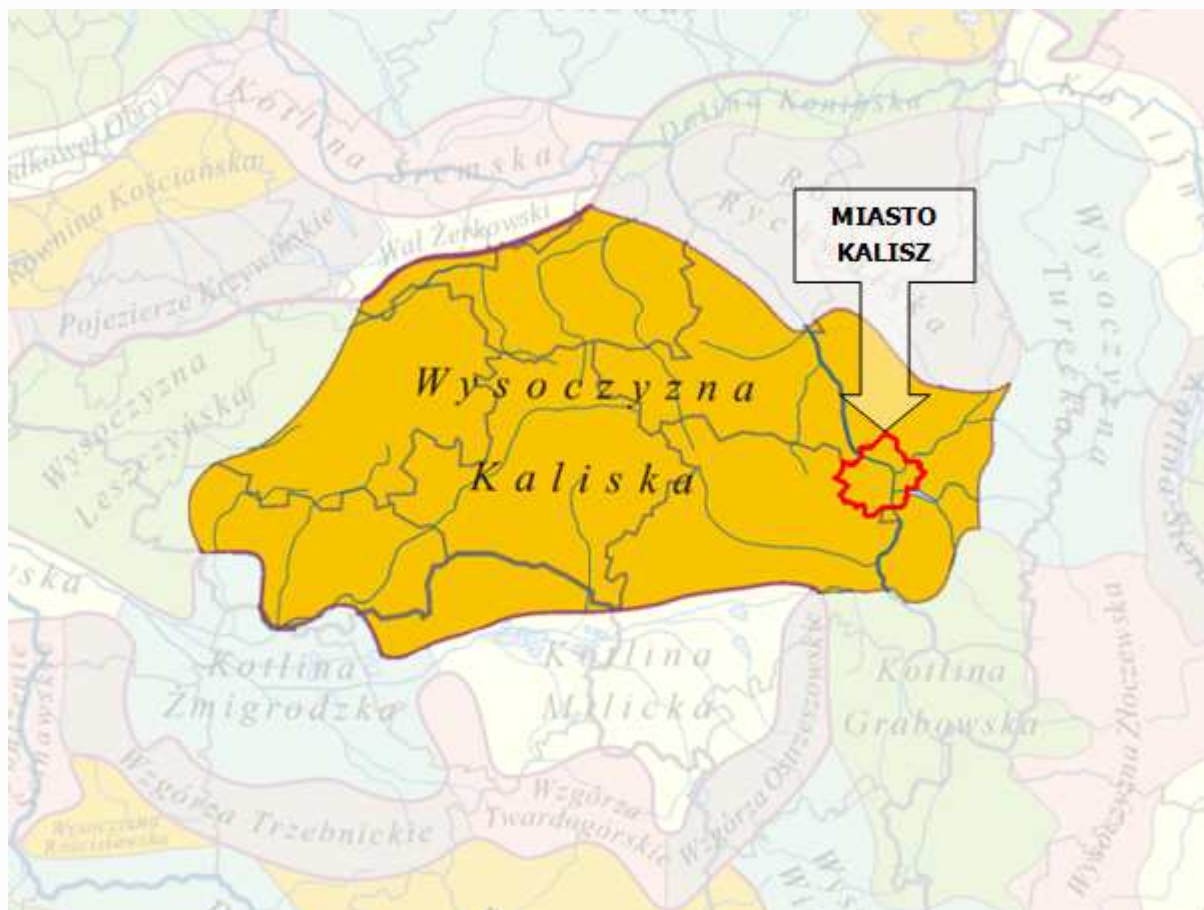 Kotlina
Śremska
Dolina Konińska
Kotlin
Równina Kościańska
Pojezierze Krzywińskie
Wał Żerkowski
MIASTO
KALISZ
Wysoczyzna
Turecka
Wysoczyzna
Leszczyńska
Wysoczyzna
Kaliska
Kotlina
Żmigrodzka
Kotlina
Milicka
Kotlina
Grabowska
Wzgórza Ostrzeszowskie
Wysoczyzna Złoczewska
Wzgórza Trzebnickie
Wzgórza
Twardogórskie